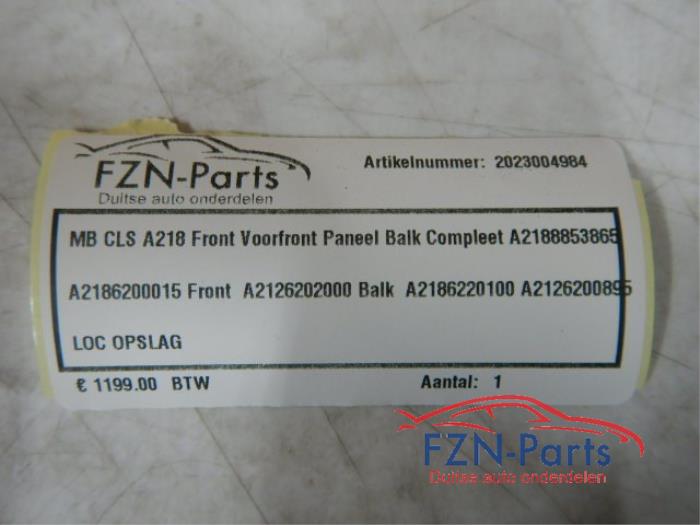 FZN-Parts
Duitse auto onderdelen
Artikelnummer: 2023004984
MB CLS A218 Front Voorfront Paneel Balk Compleet A2188853865
A2186200015 Front A2126202000 Balk A2186220100 A2126200895
LOC OPSLAG
€ 1199.00 BTW
Aantal: 1
FZN-Parts
Duitse auto onderdelen